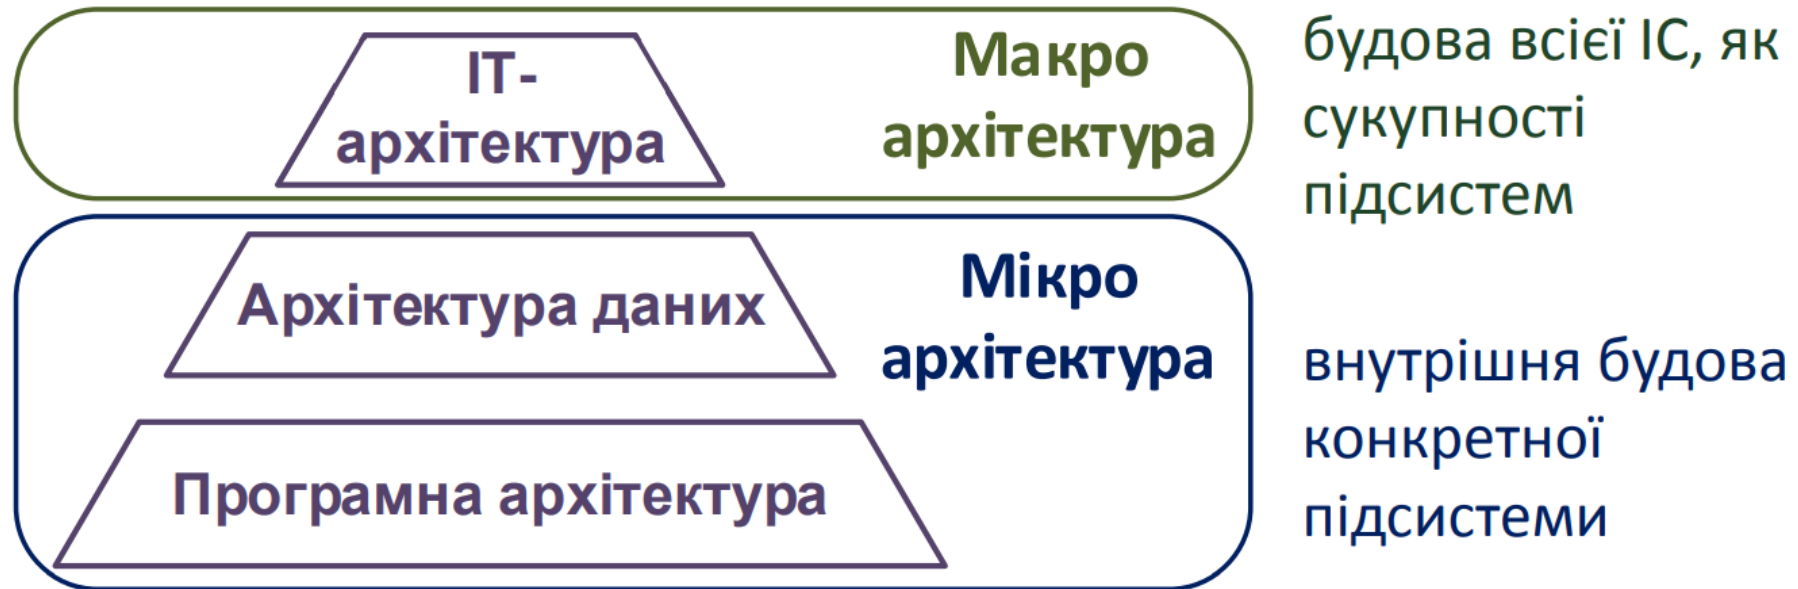 ІТ-
архітектура
Макро
архітектура
будова всієї ІС, як
сукупності
підсистем
Архітектура даних
Мікро
архітектура
Програмна архітектура
внутрішня будова
конкретної
підсистеми